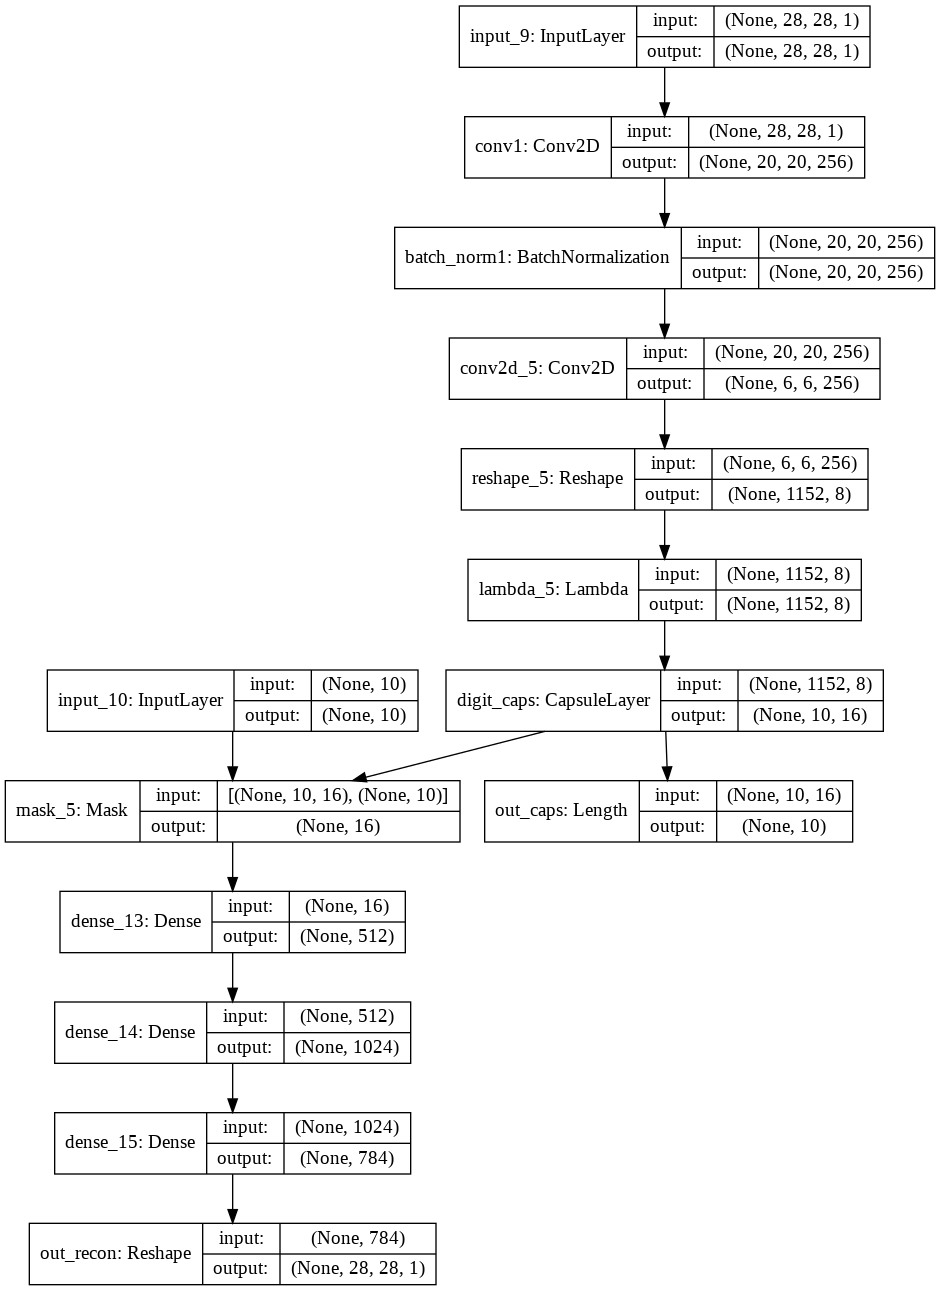 input_9: InputLayer
input: (None, 28, 28, 1)
output: (None, 28, 28, 1)
conv1: Conv2D
input: (None, 28, 28, 1)
output: (None, 20, 20, 256)
batch_norm1: BatchNormalization
input: (None, 20, 20, 256)
output: (None, 20, 20, 256)
conv2d_5: Conv2D
input: (None, 20, 20, 256)
output: (None, 6, 6, 256)
reshape_5: Reshape
input: (None, 6, 6, 256)
output: (None, 1152, 8)
lambda_5: Lambda
input: (None, 1152, 8)
output: (None, 1152, 8)
input_10: InputLayer
input: (None, 10)
output: (None, 10)
digit_caps: CapsuleLayer
input: (None, 1152, 8)
output: (None, 10, 16)
mask_5: Mask
input: [(None, 10, 16), (None, 10)]
output: (None, 16)
out_caps: Length
input: (None, 10, 16)
output: (None, 10)
dense_13: Dense
input: (None, 16)
output: (None, 512)
dense_14: Dense
input: (None, 512)
output: (None, 1024)
dense_15: Dense
input: (None, 1024)
output: (None, 784)
out_recon: Reshape
input: (None, 784)
output: (None, 28, 28, 1)